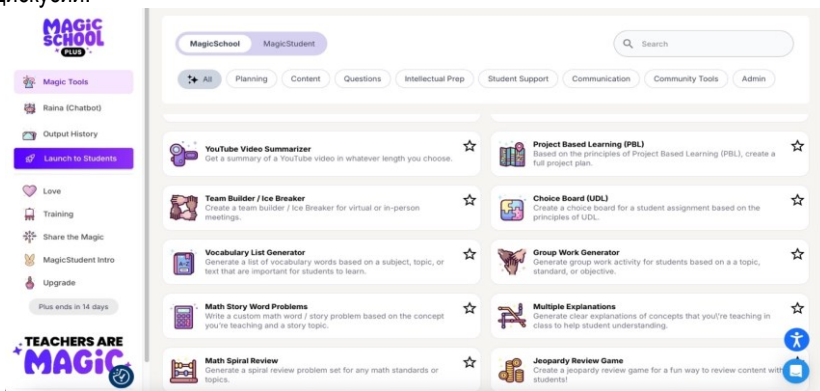 дискусии.
MAGIC
SCHOOL
PLUS
Magic Tools
Raina (Chatbot)
Output History
Launch to Students
Love
Training
Share the Magic
MagicStudent Intro
Upgrade
Plus ends in 14 days
TEACHERS ARE
MAGIC
MagicSchool MagicStudent
Search
All Planning Content Questions Intellectual Prep Student Support Communication Community Tools Admin
YouTube Video Summarizer
Get a summary of a YouTube video in whatever length you choose.
Project Based Learning (PBL)
Based on the principles of Project Based Learning (PBL), create a
full project plan.
Team Builder / Ice Breaker
Create a team builder / Ice Breaker for virtual or in-person
meetings.
Choice Board (UDL)
Create a choice board for a student assignment based on the
principles of UDL.
Vocabulary List Generator
Generate a list of vocabulary words based on a subject, topic, or
text that are important for students to learn.
Group Work Generator
Generate group work activity for students based on a a topic,
standard, or objective.
Math Story Word Problems
Write a custom math word / story problem based on the concept
you're teaching and a story topic.
Multiple Explanations
Generate clear explanations of concepts that you\'re teaching in
class to help student understanding.
Math Spiral Review
Generate a spiral review problem set for any math standards or
topics.
Jeopardy Review Game
Create a jeopardy review game for a fun way to review content with
students!